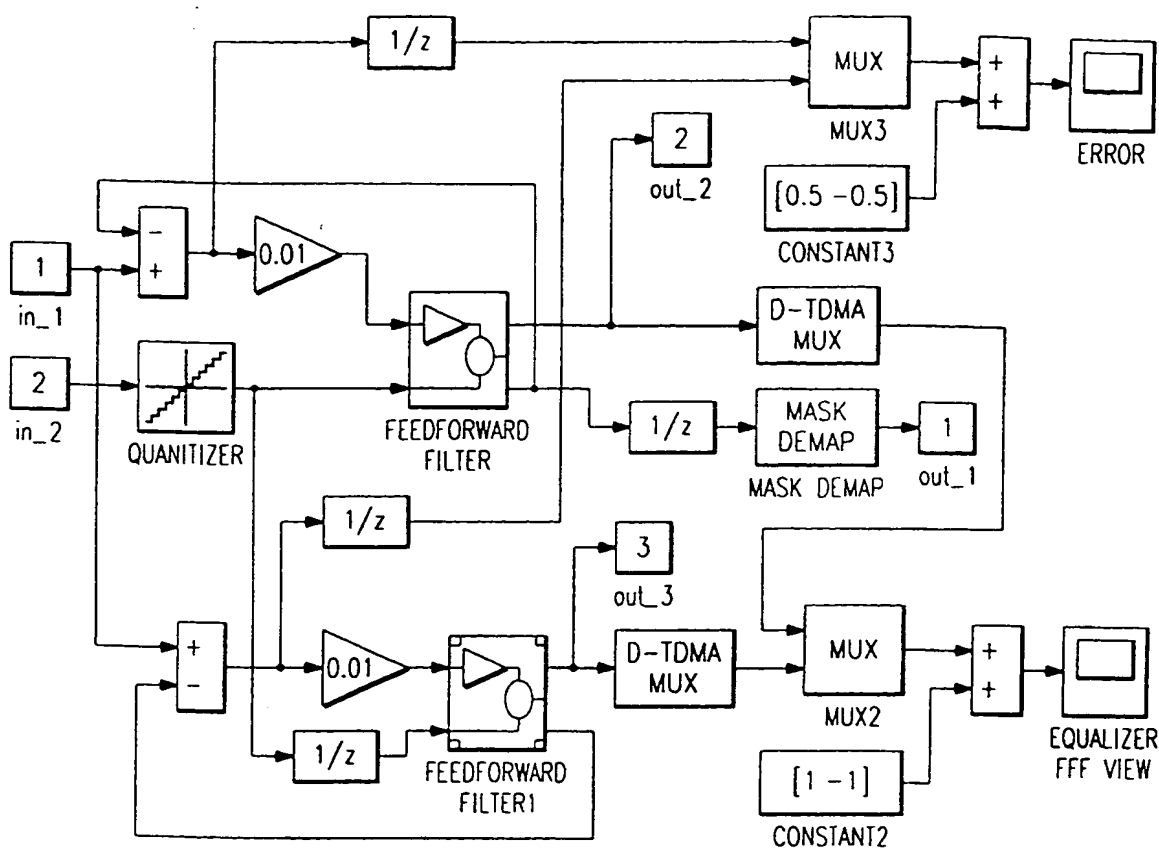 1/z
MUX
MUX3
+
+
ERROR
2
out_2
[0.5 -0.5]
CONSTANT3
-
+
0.01
1
in_1
2
in_2
QUANITIZER
FEEDFORWARD
FILTER
D-TDMA
MUX
1/z
MASK
DEMAP
MASK DEMAP
1
out_1
1/z
3
out_3
+
-
0.01
1/z
FEEDFORWARD
FILTER1
D-TDMA
MUX
MUX
MUX2
+
+
EQUALIZER
FFF VIEW
[1 -1]
CONSTANT2